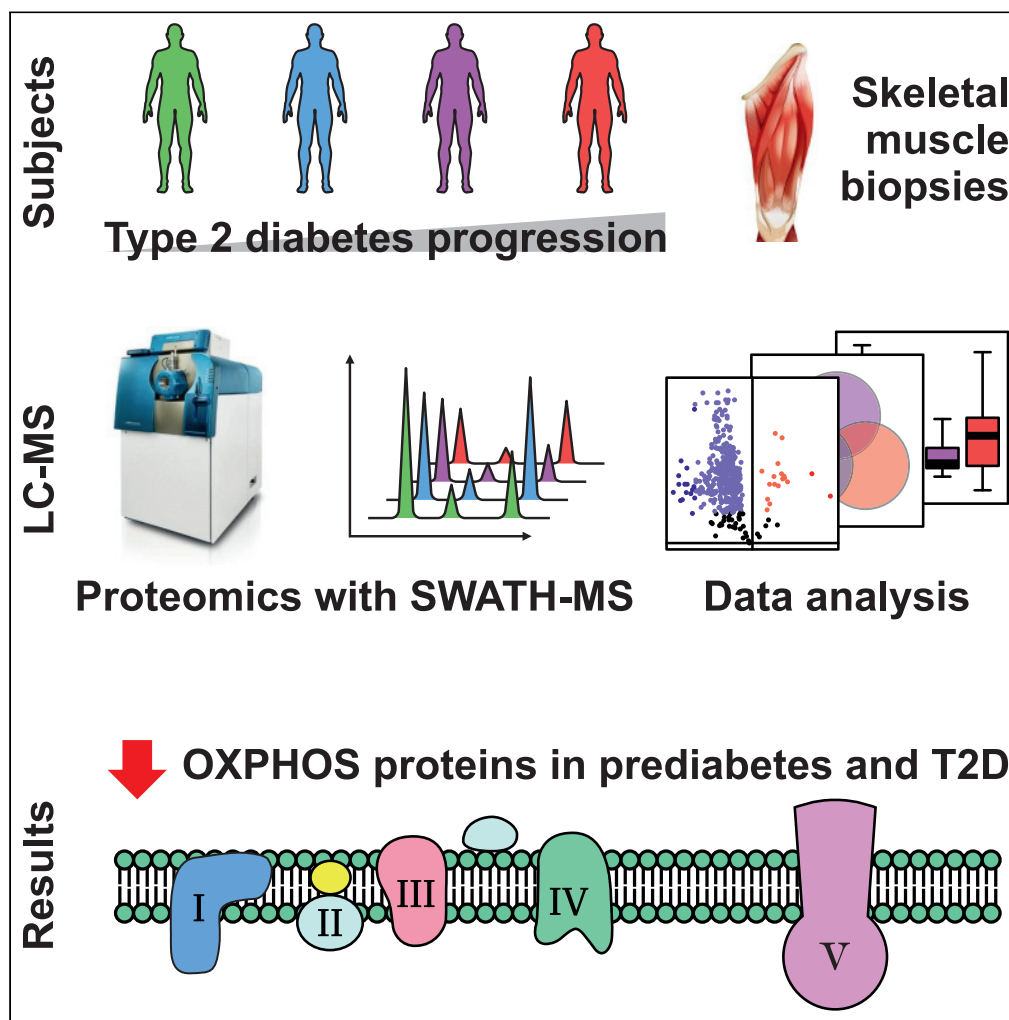 Subjects
Skeletal
muscle
biopsies
Type 2 diabetes progression
LC-MS
Proteomics with SWATH-MS
Data analysis
Results
OXPHOS proteins in prediabetes and T2D
I
II
III
IV
V